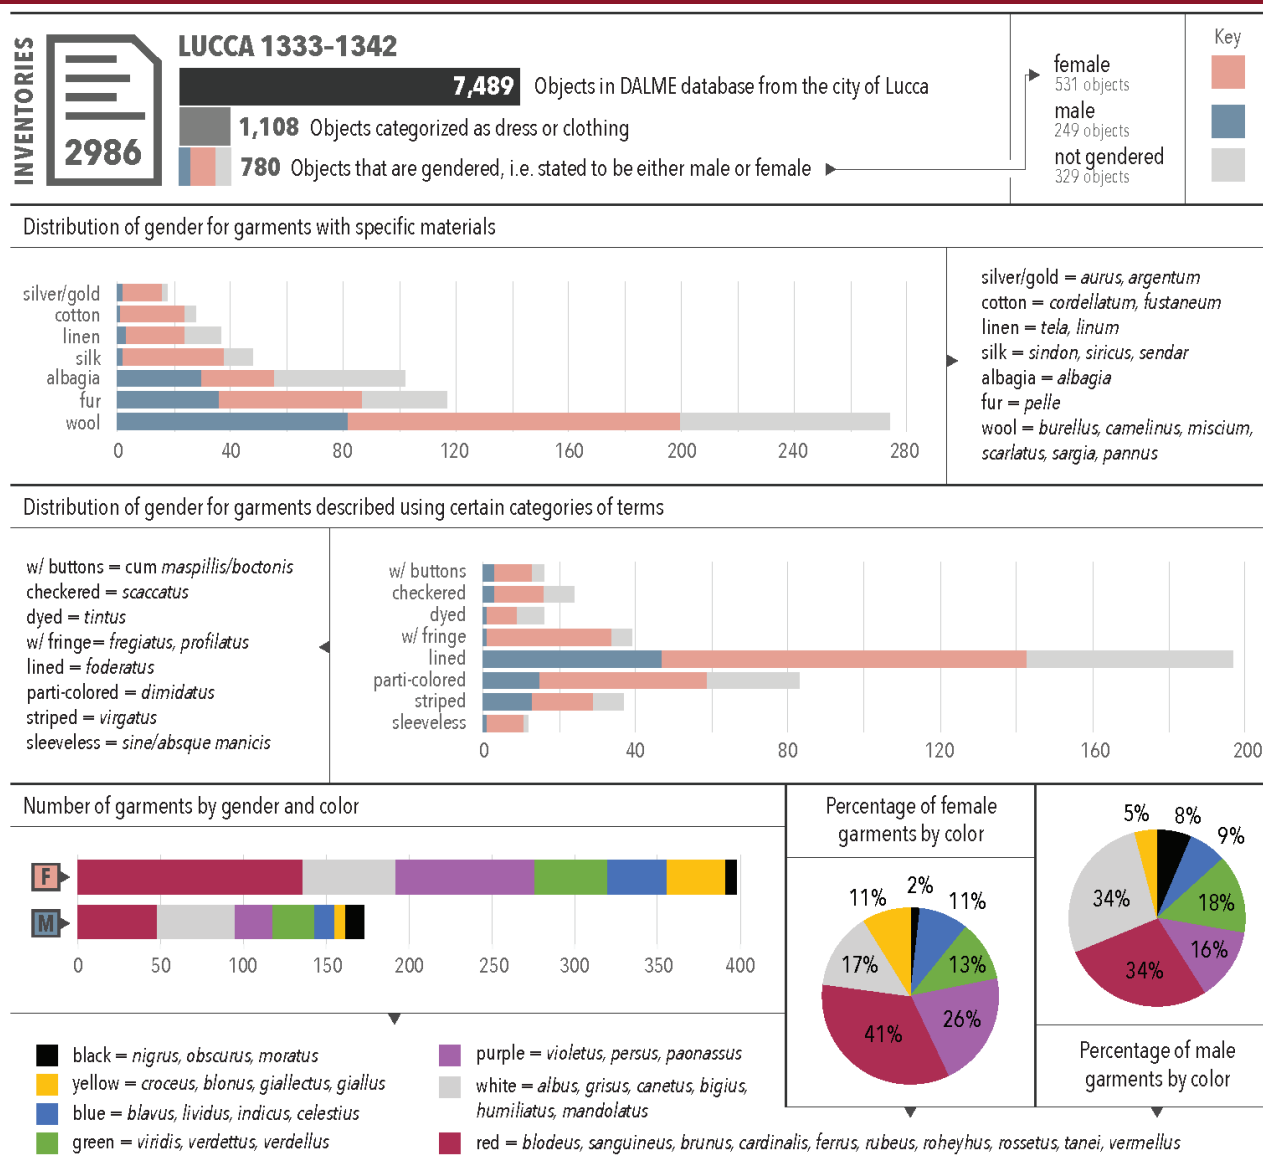 INVENTORIES
2986
LUCCA 1333–1342
7,489 Objects in DALME database from the city of Lucca
1,108 Objects categorized as dress or clothing
780 Objects that are gendered, i.e. stated to be either male or female
female
531 objects
male
249 objects
not gendered
329 objects
Key
Distribution of gender for garments with specific materials
silver/gold
cotton
linen
silk
albagia
fur
wool
0 40 80 120 160 200 240 280
silver/gold = aurus, argentum
cotton = cordellatum, fustaneum
linen = tela, linum
silk = sindon, siricus, sendar
albagia = albagia
fur = pelle
wool = burellus, camelinus, miscium,
scarlatus, sargia, pannus
Distribution of gender for garments described using certain categories of terms
w/ buttons = cum maspillis/boctonis
checkered = scaccatus
dyed = tintus
w/ fringe= fregiatus, profilatus
lined = foderatus
parti-colored = dimidatus
striped = virgatus
sleeveless = sine/absque manicis
w/ buttons
checkered
dyed
w/ fringe
lined
parti-colored
striped
sleeveless
0 40 80 120 160 200
Number of garments by gender and color
F
M
0 50 100 150 200 250 300 350 400
black = nigrus, obscurus, moratus
yellow = croceus, blonus, giallectus, giallus
blue = blavus, lividus, indicus, celestius
green = viridis, verdettus, verdellus
purple = violetus, persus, paonassus
white = albus, grisus, canetus, bigius,
humiliatus, mandolatus
red = blodeus, sanguineus, brunus, cardinalis, ferrus, rubeus, roheyhus, rossetus, tanei, vermellus
Percentage of female
garments by color
2%
11%
13%
26%
41%
17%
11%
5%
8%
9%
18%
16%
34%
34%
Percentage of male
garments by color